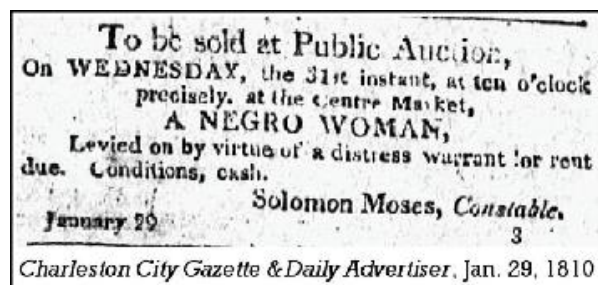 To be sold at Public Auction,
On WEDNESDAY, the 31st instant, at ten o'clock
precisely. at the Centre Market,
A NEGRO WOMAN,
Levied on by virtue of a distress warrant for rent
due. Conditions, cash.
Solomon Moses, Constable.
January 29
3
Charleston City Gazette & Daily Advertiser, Jan. 29, 1810